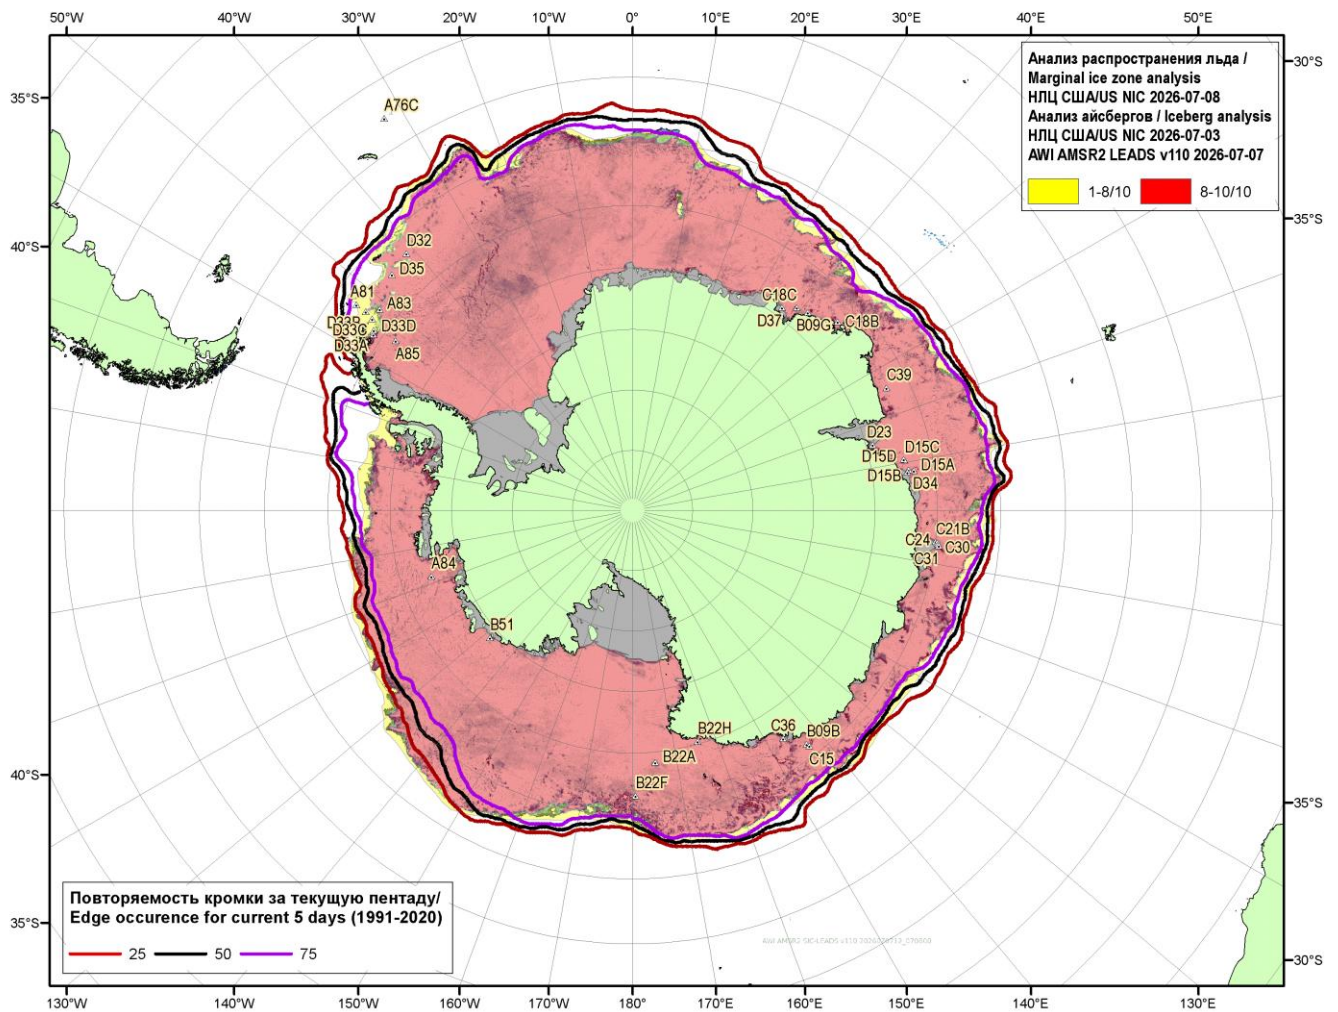 50°W 40°W 30°W 20°W 10°W 0° 10°E 20°E 30°E 40°E 50°E
Анализ распространения льда /
Marginal ice zone analysis
НЛЦ США/US NIC 2026-07-08
Анализ айсбергов / Iceberg analysis
НЛЦ США/US NIC 2026-07-03
AWI AMSR2 LEADS v110 2026-07-07
1-8/10 8-10/10
30°S
35°S
A76C
35°S
40°S
D32
D35
A81
A83
D33B
D33C
D33D
D33A
A85
C18C
D37
B09G
C18B
C39
D23
D15C
D15D
D15A
D15B
D34
C21B
C24
C30
C31
A84
B51
B22H
C36
B09B
B22A
C15
B22F
40°S
35°S
35°S
30°S
Повторяемость кромки за текущую пентаду/
Edge occurence for current 5 days (1991-2020)
25 50 75
130°W 140°W 150°W 160°W 170°W 180° 170°E 160°E 150°E 140°E 130°E